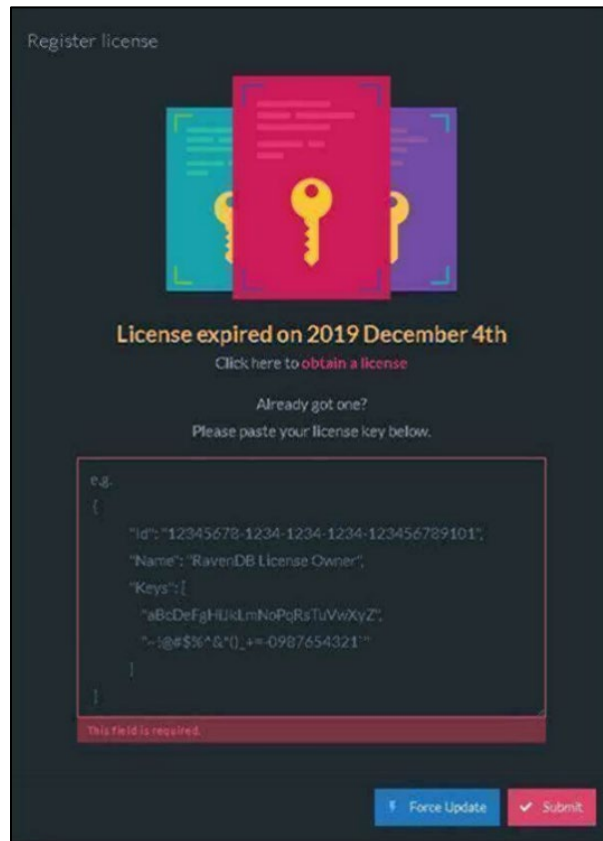 Register license
License expired on 2019 December 4th
Click here to obtain a license
Already got one?
Please paste your license key below.
e.g.
{
"Id": "12345678-1234-1234-1234-123456789101",
"Name": "RavenDB License Owner",
"Keys": [
"aBcDeFgHiJkLmNoPqRsTuVwXyZ",
"~!@#$%^&*()_+=-0987654321`"
]
}
This field is required.
Force Update
Submit